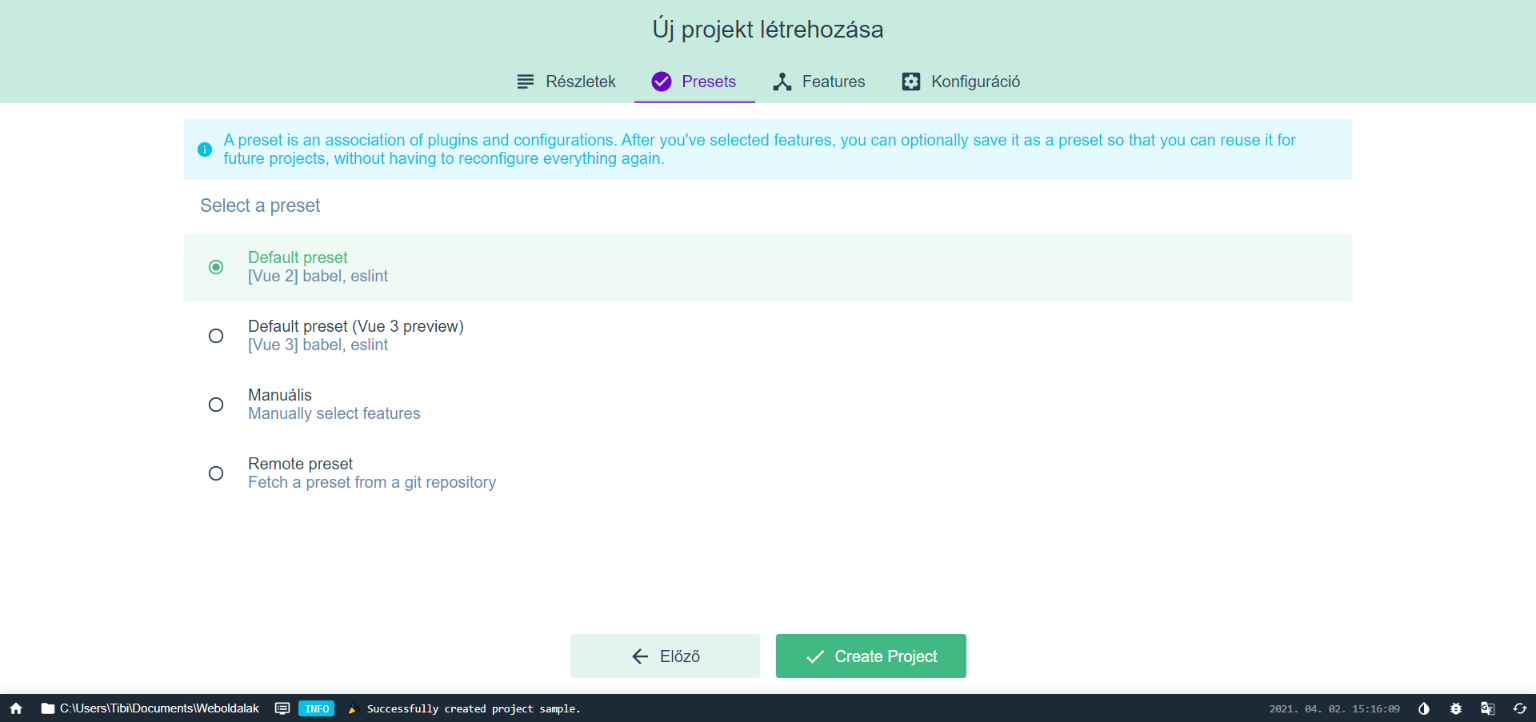 Új projekt létrehozása
Részletek
Presets
Features
Konfiguráció
A preset is an association of plugins and configurations. After you've selected features, you can optionally save it as a preset so that you can reuse it for
future projects, without having to reconfigure everything again.
Select a preset
Default preset
[Vue 2] babel, eslint
Default preset (Vue 3 preview)
[Vue 3] babel, eslint
Manuális
Manually select features
Remote preset
Fetch a preset from a git repository
Előző
Create Project
C:\Users\Tibi\Documents\Weboldalak INFO Successfully created project sample. 2021. 04. 02. 15:16:09